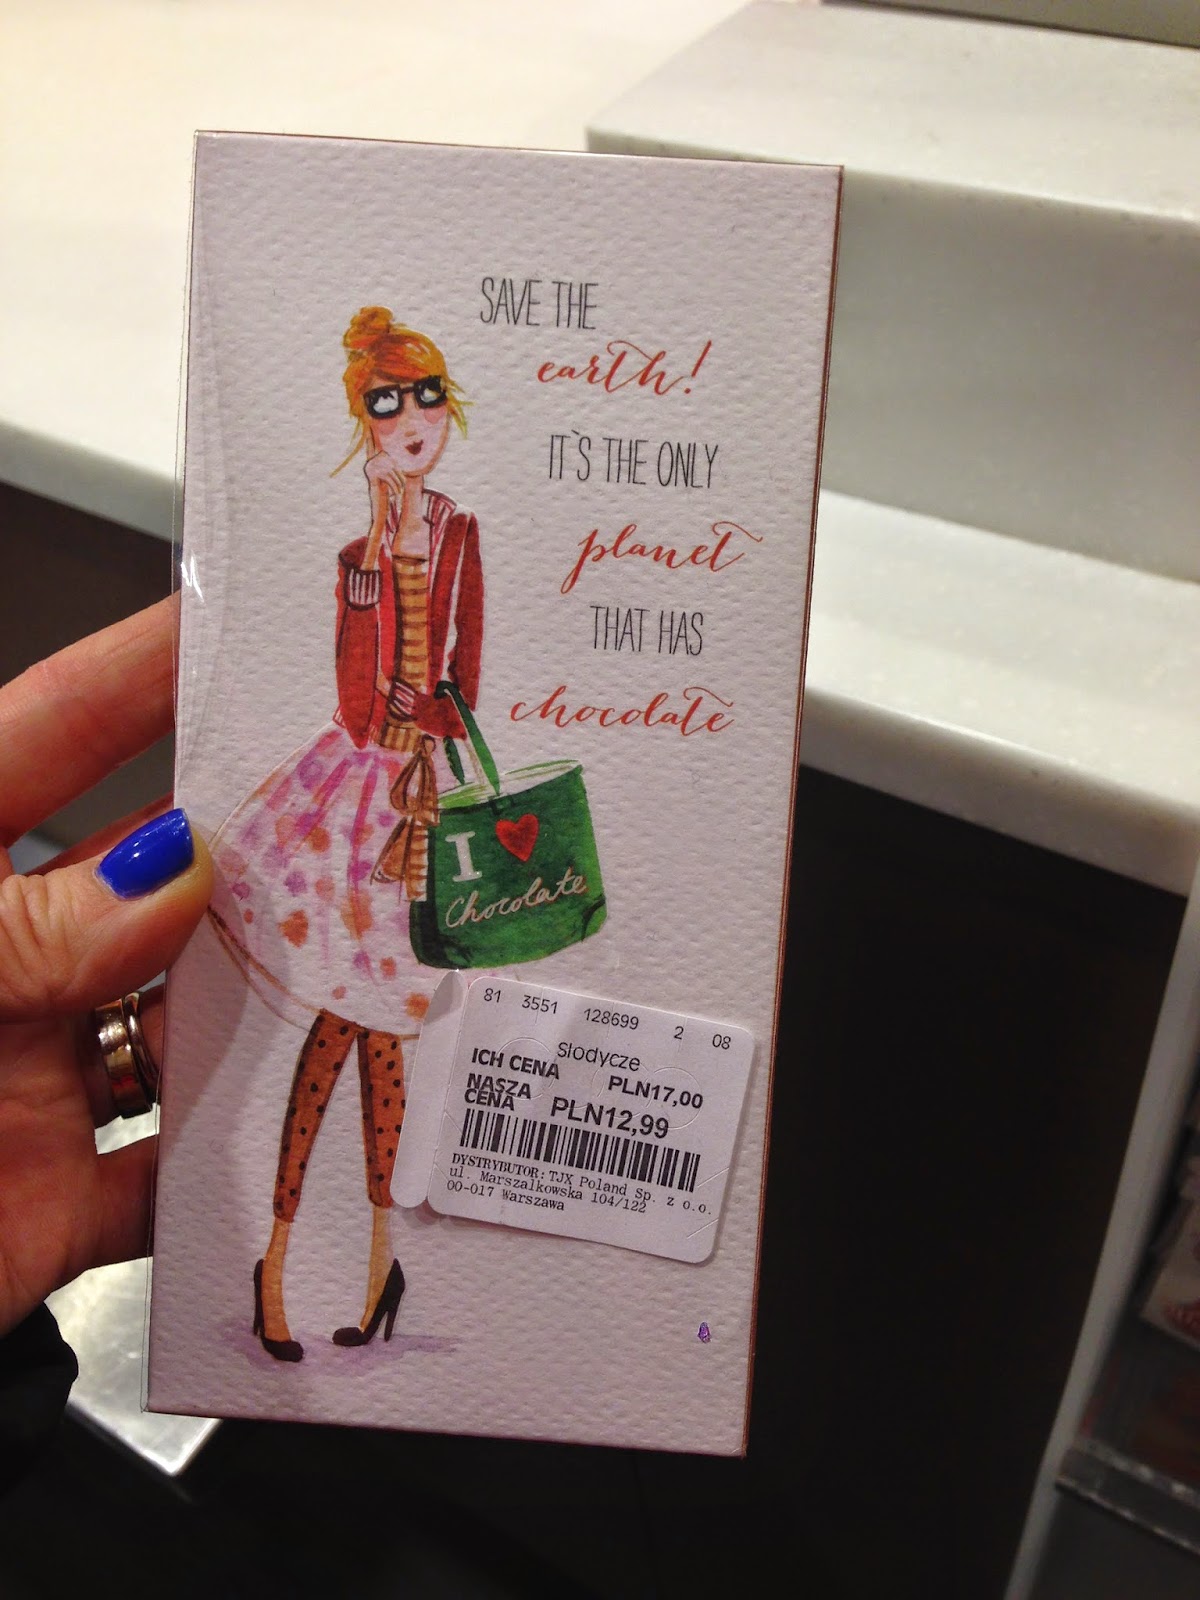 SAVE THE
earth!
IT`S THE ONLY
planet
THAT HAS
chocolate
I ♥
Chocolate
81 3551 128699 2 08
Słodycze
ICH CENA PLN17,00
NASZA
CENA PLN12,99
DYSTRYBUTOR: TJX Poland Sp. z o.o.
ul. Marszalkowska 104/122
00-017 Warszawa